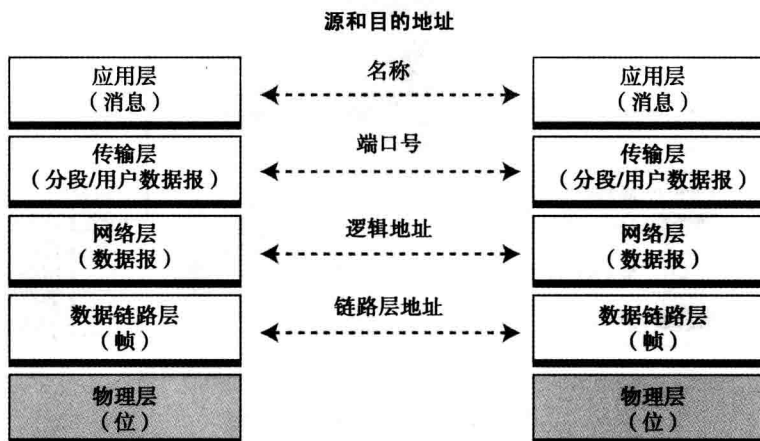 源和目的地址
应用层
（消息）
名称
应用层
（消息）
传输层
（分段/用户数据报）
端口号
传输层
（分段/用户数据报）
网络层
（数据报）
逻辑地址
网络层
（数据报）
数据链路层
（帧）
链路层地址
数据链路层
（帧）
物理层
（位）
物理层
（位）